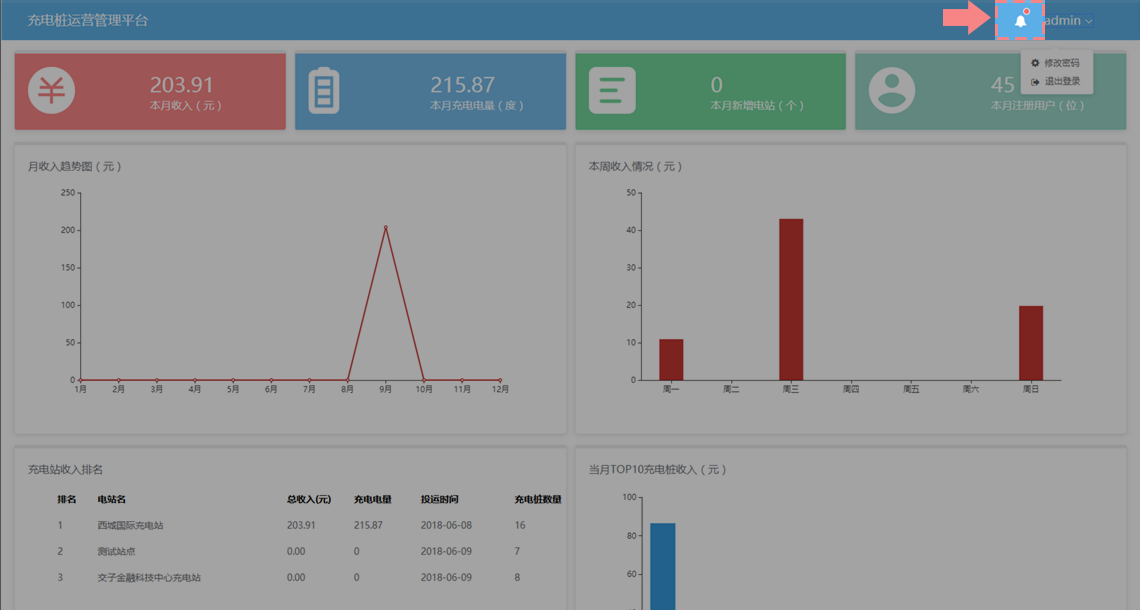 充电桩运营管理平台
admin
修改密码
退出登录
203.91
本月收入（元）
215.87
本月充电电量（度）
0
本月新增电站（个）
45
本月注册用户（位）
月收入趋势图（元）
250
200
150
100
50
0
1月 2月 3月 4月 5月 6月 7月 8月 9月 10月 11月 12月
本周收入情况（元）
50
40
30
20
10
0
周一 周二 周三 周四 周五 周六 周日
充电站收入排名
排名 电站名 总收入(元) 充电电量 投运时间 充电桩数量
1 西城国际充电站 203.91 215.87 2018-06-08 16
2 测试站点 0.00 0 2018-06-09 7
3 交子金融科技中心充电站 0.00 0 2018-06-09 8
当月TOP10充电桩收入（元）
100
80
60